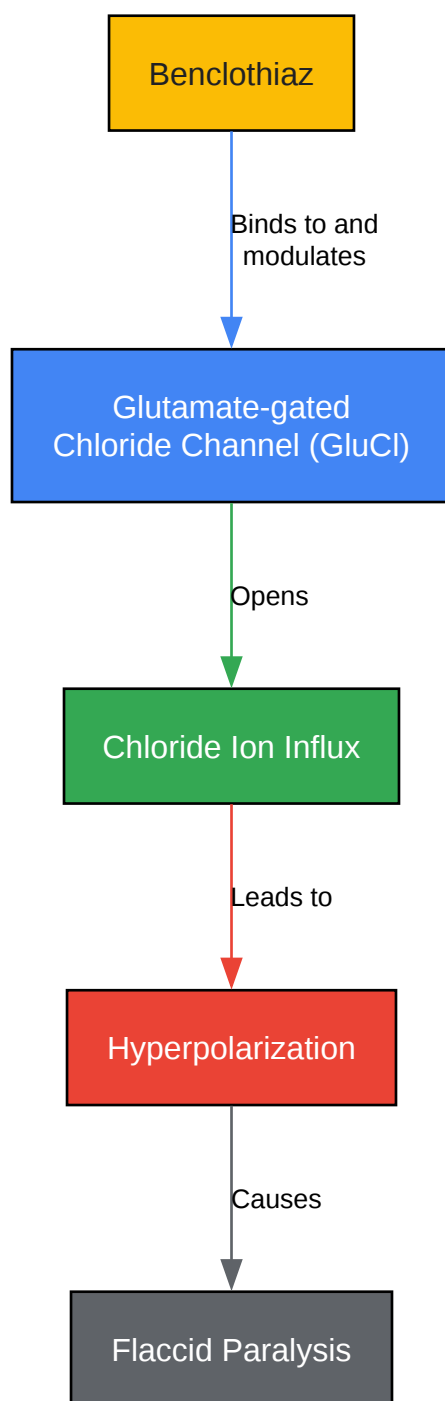 Benclothiaz
Binds to and
modulates
Glutamate-gated
Chloride Channel (GluCl)
Opens
Chloride Ion Influx
Leads to
Hyperpolarization
Causes
Flaccid Paralysis